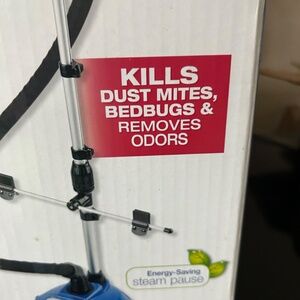 KILLS
DUST MITES,
BEDBUGS &
REMOVES
ODORS
Energy-Saving
steam pause